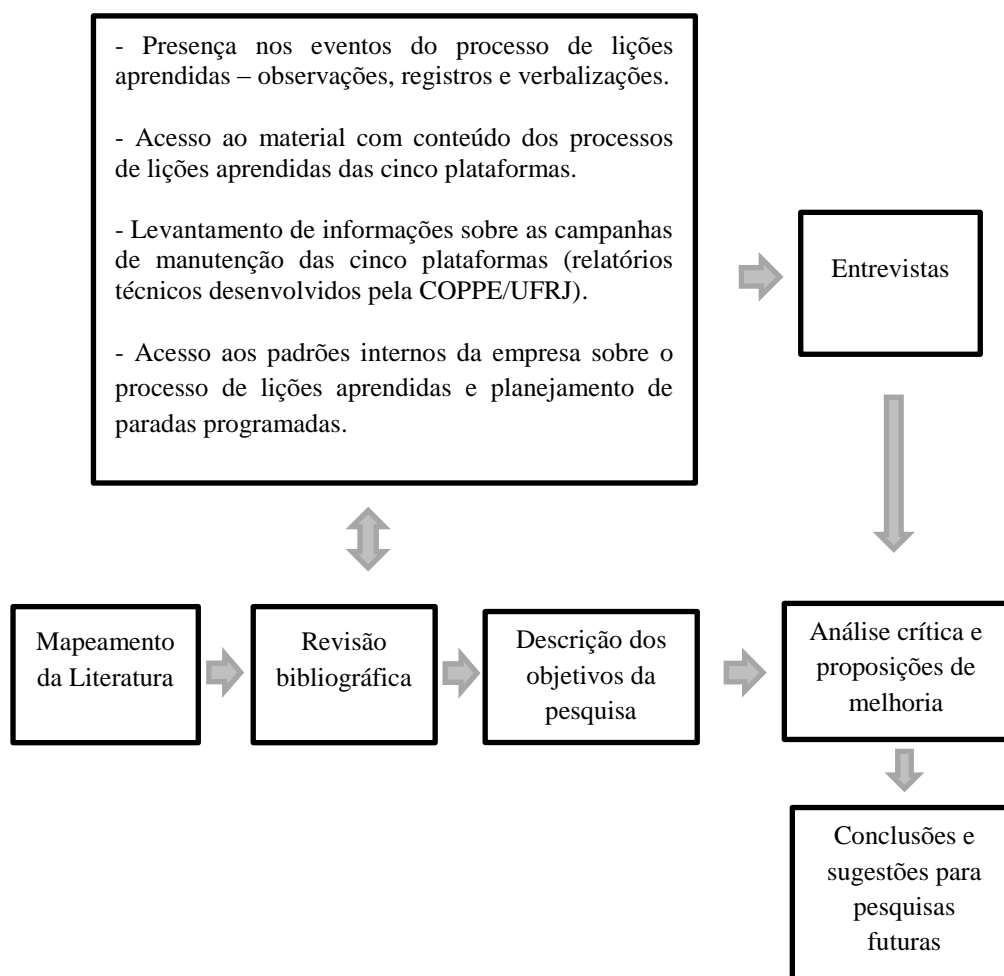 - Presença nos eventos do processo de lições
aprendidas – observações, registros e verbalizações.
- Acesso ao material com conteúdo dos processos
de lições aprendidas das cinco plataformas.
- Levantamento de informações sobre as campanhas
de manutenção das cinco plataformas (relatórios
técnicos desenvolvidos pela COPPE/UFRJ).
- Acesso aos padrões internos da empresa sobre o
processo de lições aprendidas e planejamento de
paradas programadas.
Entrevistas
Mapeamento
da Literatura
Revisão
bibliográfica
Descrição dos
objetivos da
pesquisa
Análise crítica e
proposições de
melhoria
Conclusões e
sugestões para
pesquisas
futuras